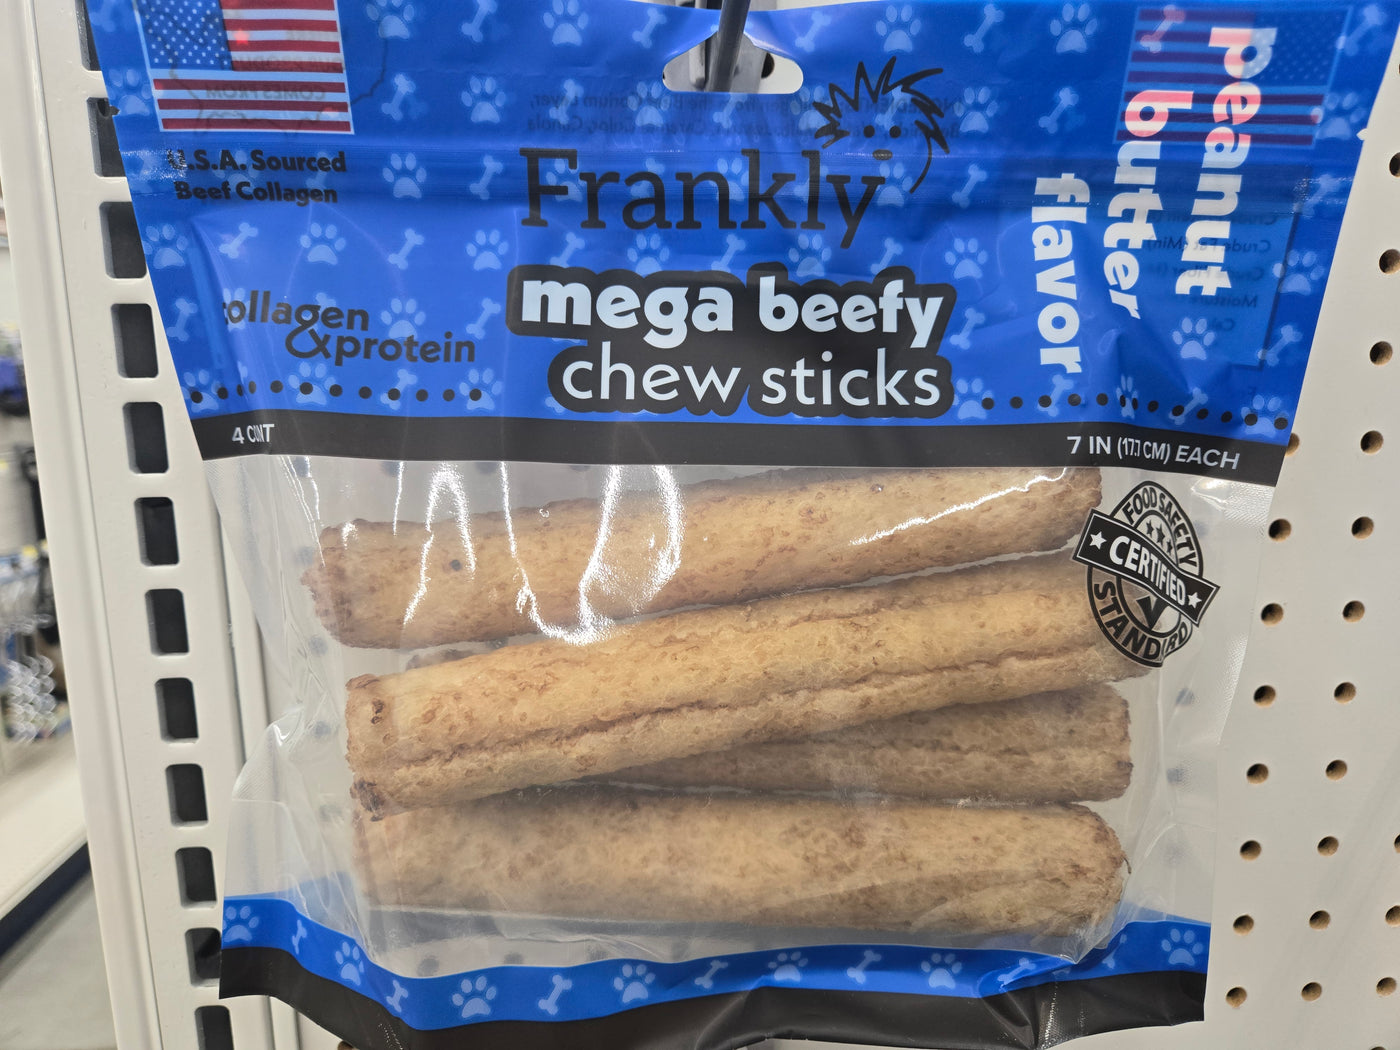 U.S.A. Sourced
Beef Collagen
Frankly
peanut
butter
flavor
collagen
&protein
mega beefy
chew sticks
4 COUNT
7 IN (17.7 CM) EACH
FOOD SAFETY
CERTIFIED
STANDARD